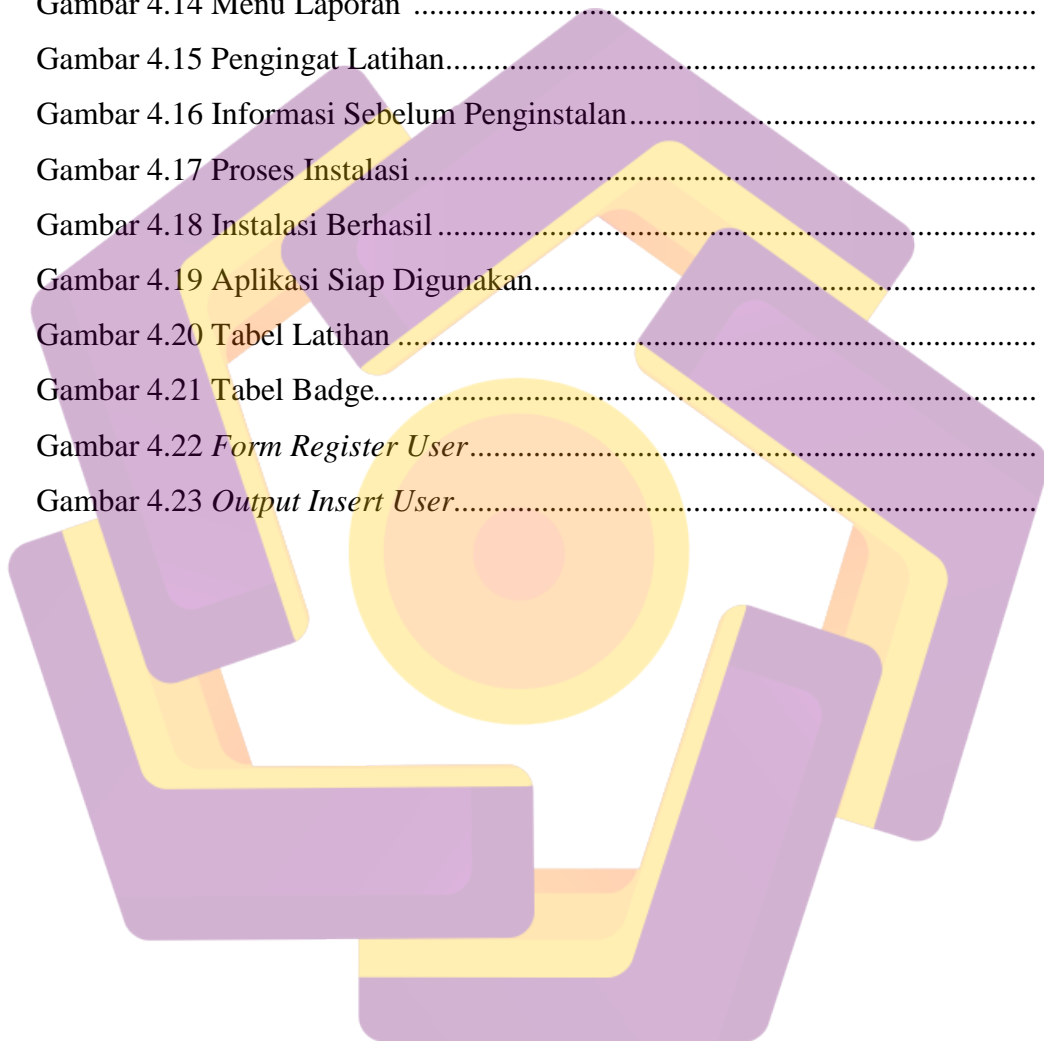 Gambar 4.14 Menu Laporan ..............................................................................
Gambar 4.15 Pengingat Latihan..........................................................................
Gambar 4.16 Informasi Sebelum Penginstalan...................................................
Gambar 4.17 Proses Instalasi..............................................................................
Gambar 4.18 Instalasi Berhasil...........................................................................
Gambar 4.19 Aplikasi Siap Digunakan...............................................................
Gambar 4.20 Tabel Latihan.................................................................................
Gambar 4.21 Tabel Badge...................................................................................
Gambar 4.22 Form Register User.......................................................................
Gambar 4.23 Output Insert User.........................................................................